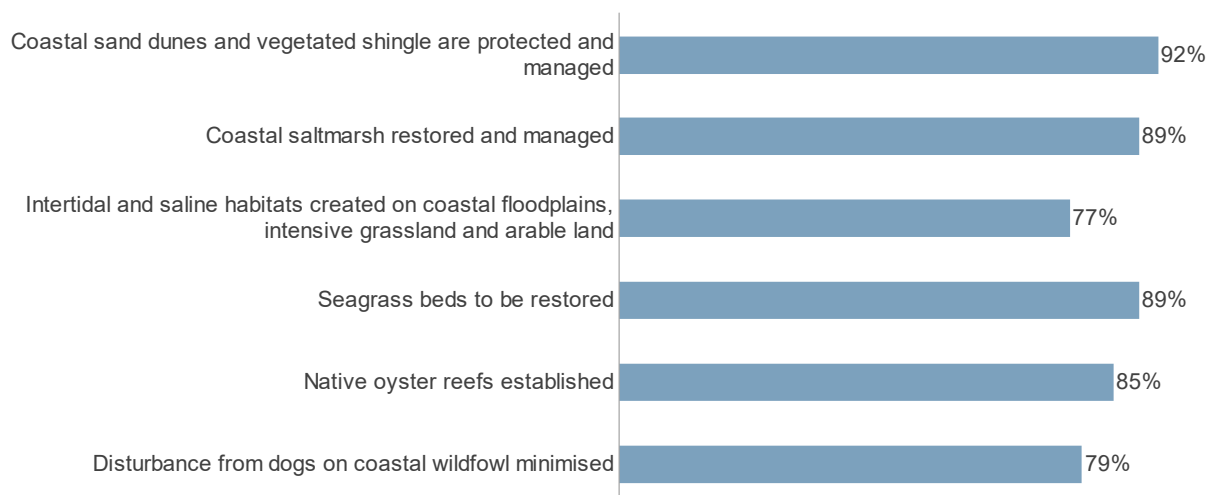 Coastal sand dunes and vegetated shingle are protected and
managed
92%
Coastal saltmarsh restored and managed
89%
Intertidal and saline habitats created on coastal floodplains,
intensive grassland and arable land
77%
Seagrass beds to be restored
89%
Native oyster reefs established
85%
Disturbance from dogs on coastal wildfowl minimised
79%